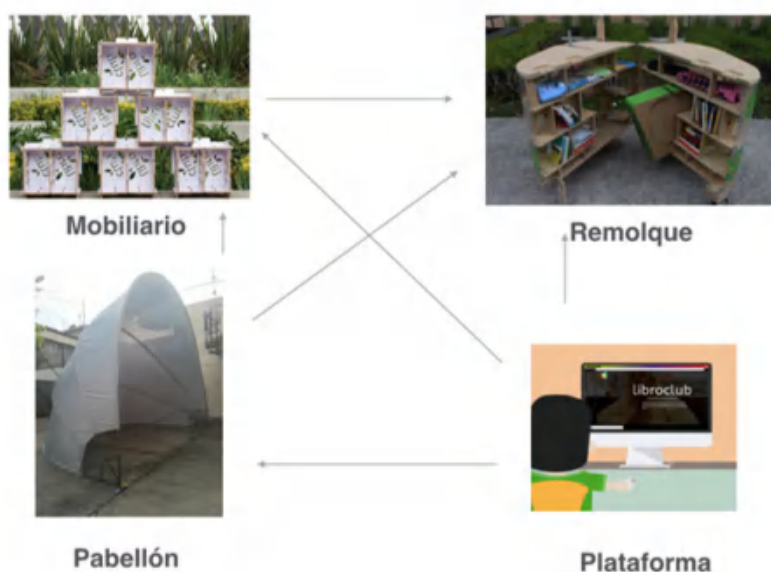 Mobiliario
Remolque
libroclub
Pabellón
Plataforma